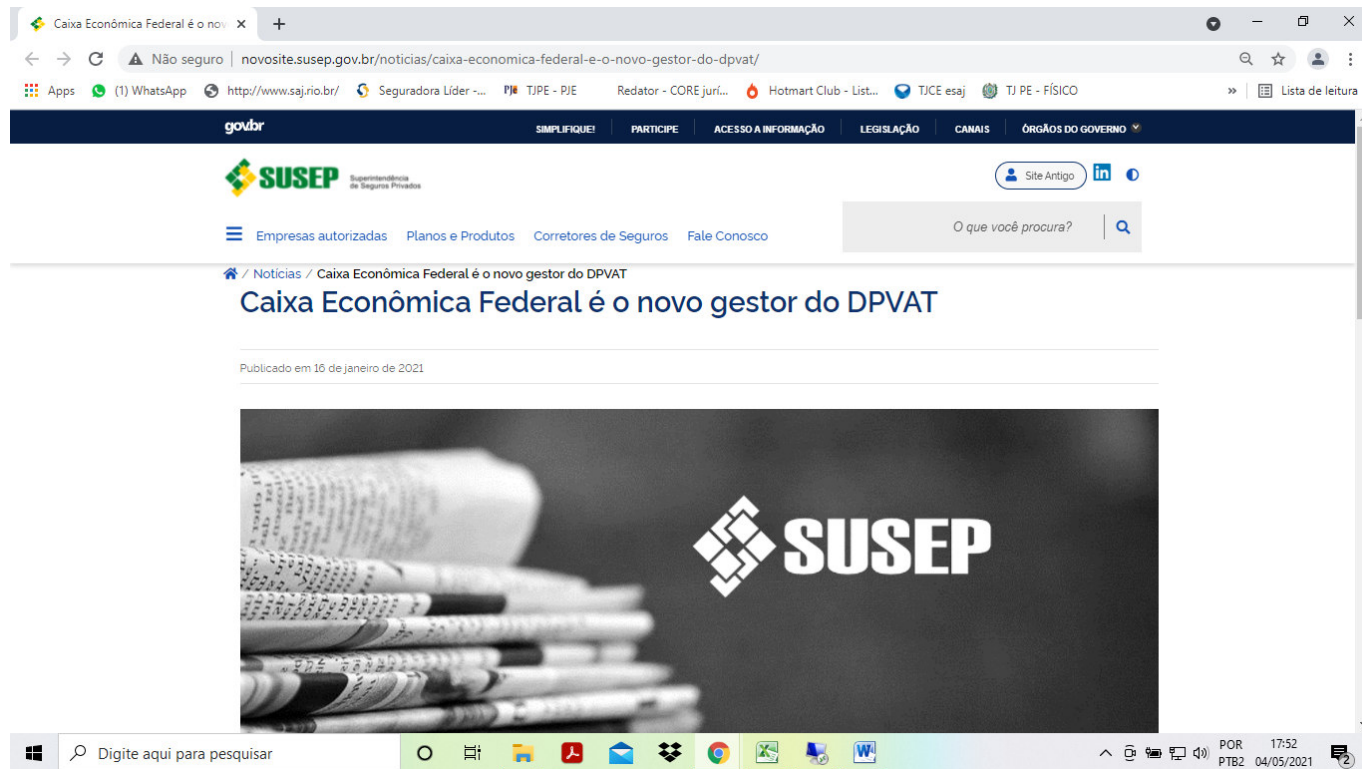 Caixa Econômica Federal é o nov
Não seguro | novosite.susep.gov.br/noticias/caixa-economica-federal-e-o-novo-gestor-do-dpvat/
Apps (1) WhatsApp http://www.saj.rio.br/ Seguradora Líder -... PJe TJPE - PJE Redator - CORE jurí... Hotmart Club - List... TJCE esaj TJ PE - FÍSICO » Lista de leitura
gov.br SIMPLIFIQUE! PARTICIPE ACESSO A INFORMAÇÃO LEGISLAÇÃO CANAIS ÓRGÃOS DO GOVERNO
SUSEP Superintendência
de Seguros Privados
Site Antigo in
Empresas autorizadas Planos e Produtos Corretores de Seguros Fale Conosco O que você procura?
/ Notícias / Caixa Econômica Federal é o novo gestor do DPVAT
Caixa Econômica Federal é o novo gestor do DPVAT
Publicado em 16 de janeiro de 2021
SUSEP
Digite aqui para pesquisar
POR 17:52
PTB2 04/05/2021 2